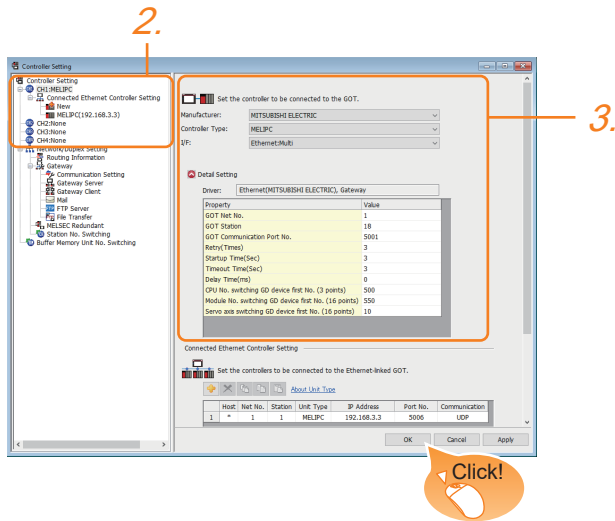 2.
Controller Setting
Controller Setting
CH1:MELIPC
Connected Ethernet Controller Setting
New
MELIPC(192.168.3.3)
CH2:None
CH3:None
CH4:None
Network/Duplex Setting
Routing Information
Gateway
Communication Setting
Gateway Server
Gateway Client
Mail
FTP Server
File Transfer
MELSEC Redundant
Station No. Switching
Buffer Memory Unit No. Switching
Set the controller to be connected to the GOT.
Manufacturer: MITSUBISHI ELECTRIC
Controller Type: MELIPC
I/F: Ethernet:Multi
3.
Detail Setting
Driver: Ethernet(MITSUBISHI ELECTRIC), Gateway
Property Value
GOT Net No. 1
GOT Station 18
GOT Communication Port No. 5001
Retry(Times) 3
Startup Time(Sec) 3
Timeout Time(Sec) 3
Delay Time(ms) 0
CPU No. switching GD device first No. (3 points) 500
Module No. switching GD device first No. (16 points) 550
Servo axis switching GD device first No. (16 points) 10
Connected Ethernet Controller Setting
Set the controllers to be connected to the Ethernet-linked GOT.
About Unit Type
Host Net No. Station Unit Type IP Address Port No. Communication
1 * 1 1 MELIPC 192.168.3.3 5006 UDP
OK Cancel Apply
Click!